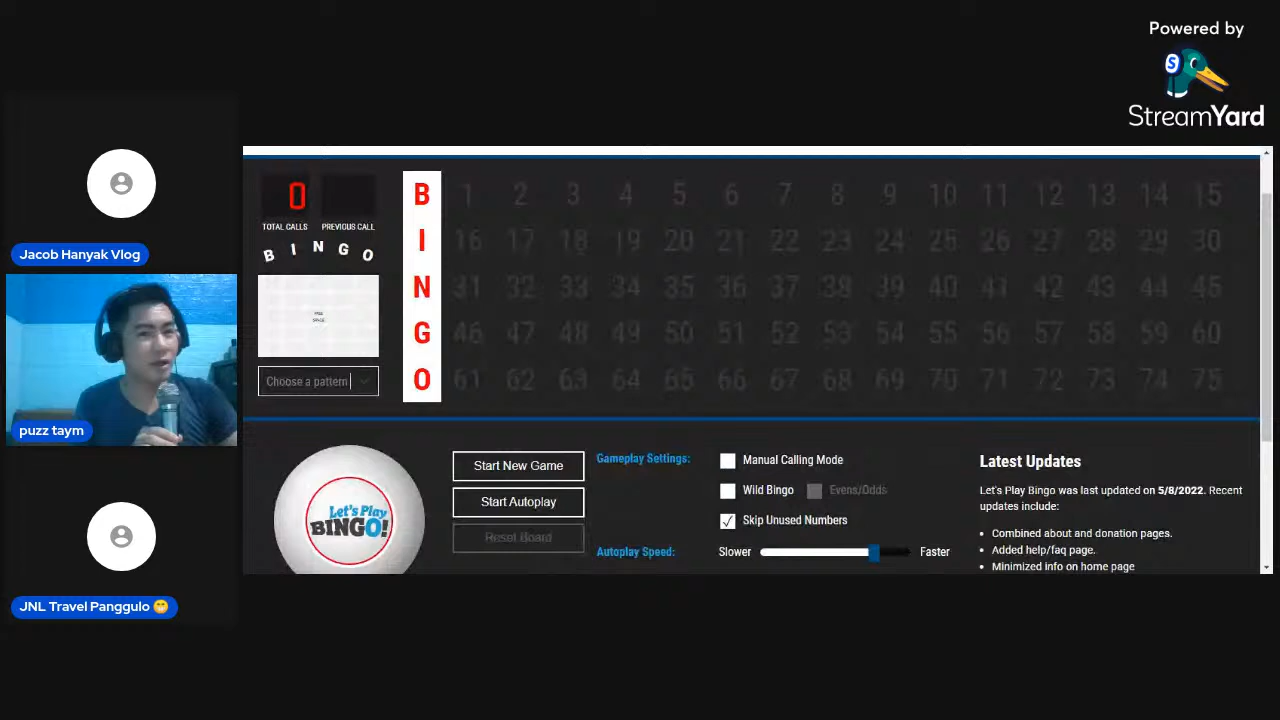 Powered by
S
StreamYard
Jacob Hanyak Vlog
puzz taym
JNL Travel Panggulo 😁
0
TOTAL CALLS PREVIOUS CALL
B I N G O
FREE
SPACE
Choose a pattern
B 1 2 3 4 5 6 7 8 9 10 11 12 13 14 15
I 16 17 18 19 20 21 22 23 24 25 26 27 28 29 30
N 31 32 33 34 35 36 37 38 39 40 41 42 43 44 45
G 46 47 48 49 50 51 52 53 54 55 56 57 58 59 60
O 61 62 63 64 65 66 67 68 69 70 71 72 73 74 75
Let's Play
BINGO!
Start New Game
Start Autoplay
Reset Board
Gameplay Settings:
Manual Calling Mode
Wild Bingo Evens/Odds
Skip Unused Numbers
Autoplay Speed: Slower Faster
Latest Updates
Let's Play Bingo was last updated on 5/8/2022. Recent
updates include:
• Combined about and donation pages.
• Added help/faq page.
• Minimized info on home page